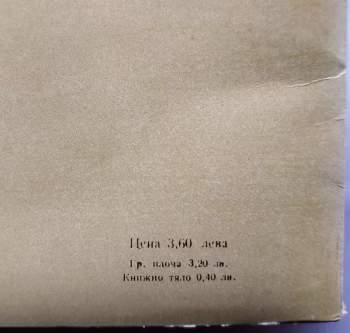 Цена 3,60 лева
Гр. плоча 3,20 лв.
Книжно тяло 0,40 лв.